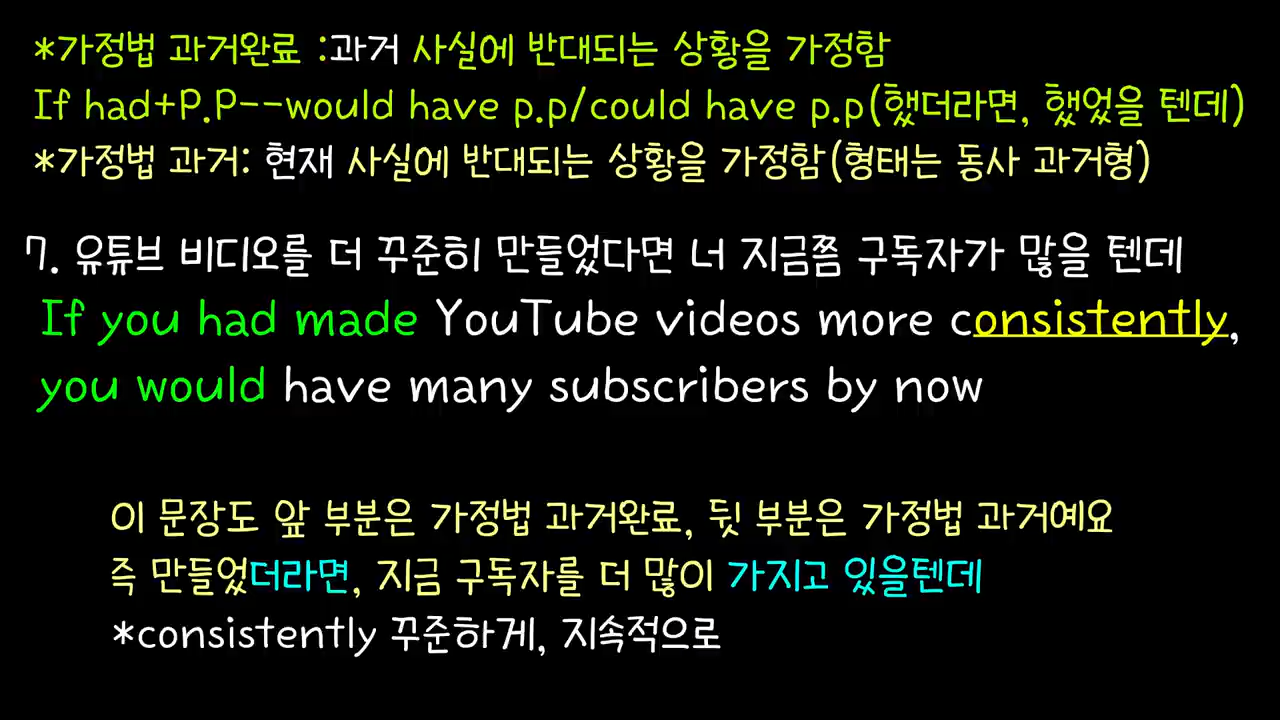 *가정법 과거완료 :과거 사실에 반대되는 상황을 가정함
If had+P.P--would have p.p/could have p.p(했더라면, 했었을 텐데)
*가정법 과거: 현재 사실에 반대되는 상황을 가정함(형태는 동사 과거형)
7. 유튜브 비디오를 더 꾸준히 만들었다면 너 지금쯤 구독자가 많을 텐데
If you had made YouTube videos more consistently,
you would have many subscribers by now
이 문장도 앞 부분은 가정법 과거완료, 뒷 부분은 가정법 과거예요
즉 만들었더라면, 지금 구독자를 더 많이 가지고 있을텐데
*consistently 꾸준하게, 지속적으로